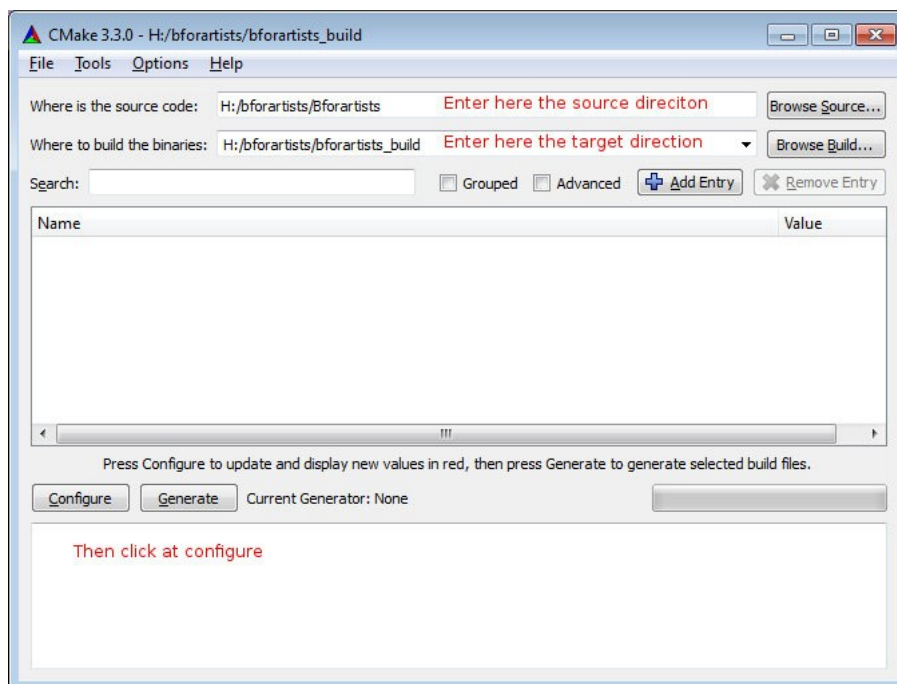 CMake 3.3.0 - H:/bforartists/bforartists_build
File Tools Options Help
Where is the source code: H:/bforartists/Bforartists Enter here the source direciton Browse Source...
Where to build the binaries: H:/bforartists/bforartists_build Enter here the target direction Browse Build...
Search: Grouped Advanced Add Entry Remove Entry
Name Value
Press Configure to update and display new values in red, then press Generate to generate selected build files.
Configure Generate Current Generator: None
Then click at configure